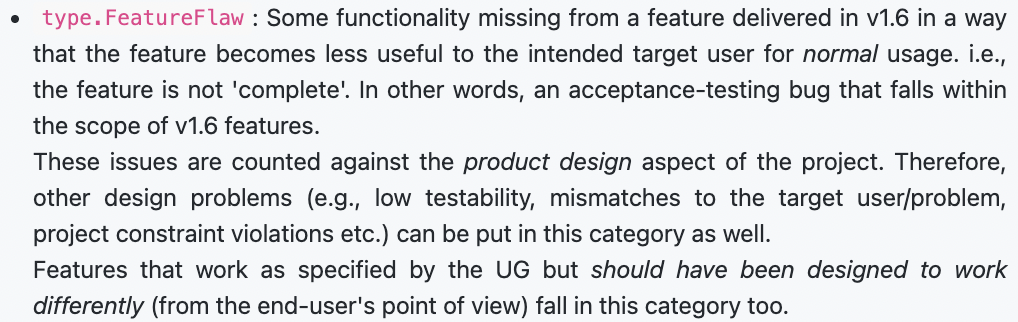 • type.FeatureFlaw : Some functionality missing from a feature delivered in v1.6 in a way
that the feature becomes less useful to the intended target user for normal usage. i.e.,
the feature is not 'complete'. In other words, an acceptance-testing bug that falls within
the scope of v1.6 features.
These issues are counted against the product design aspect of the project. Therefore,
other design problems (e.g., low testability, mismatches to the target user/problem,
project constraint violations etc.) can be put in this category as well.
Features that work as specified by the UG but should have been designed to work
differently (from the end-user's point of view) fall in this category too.